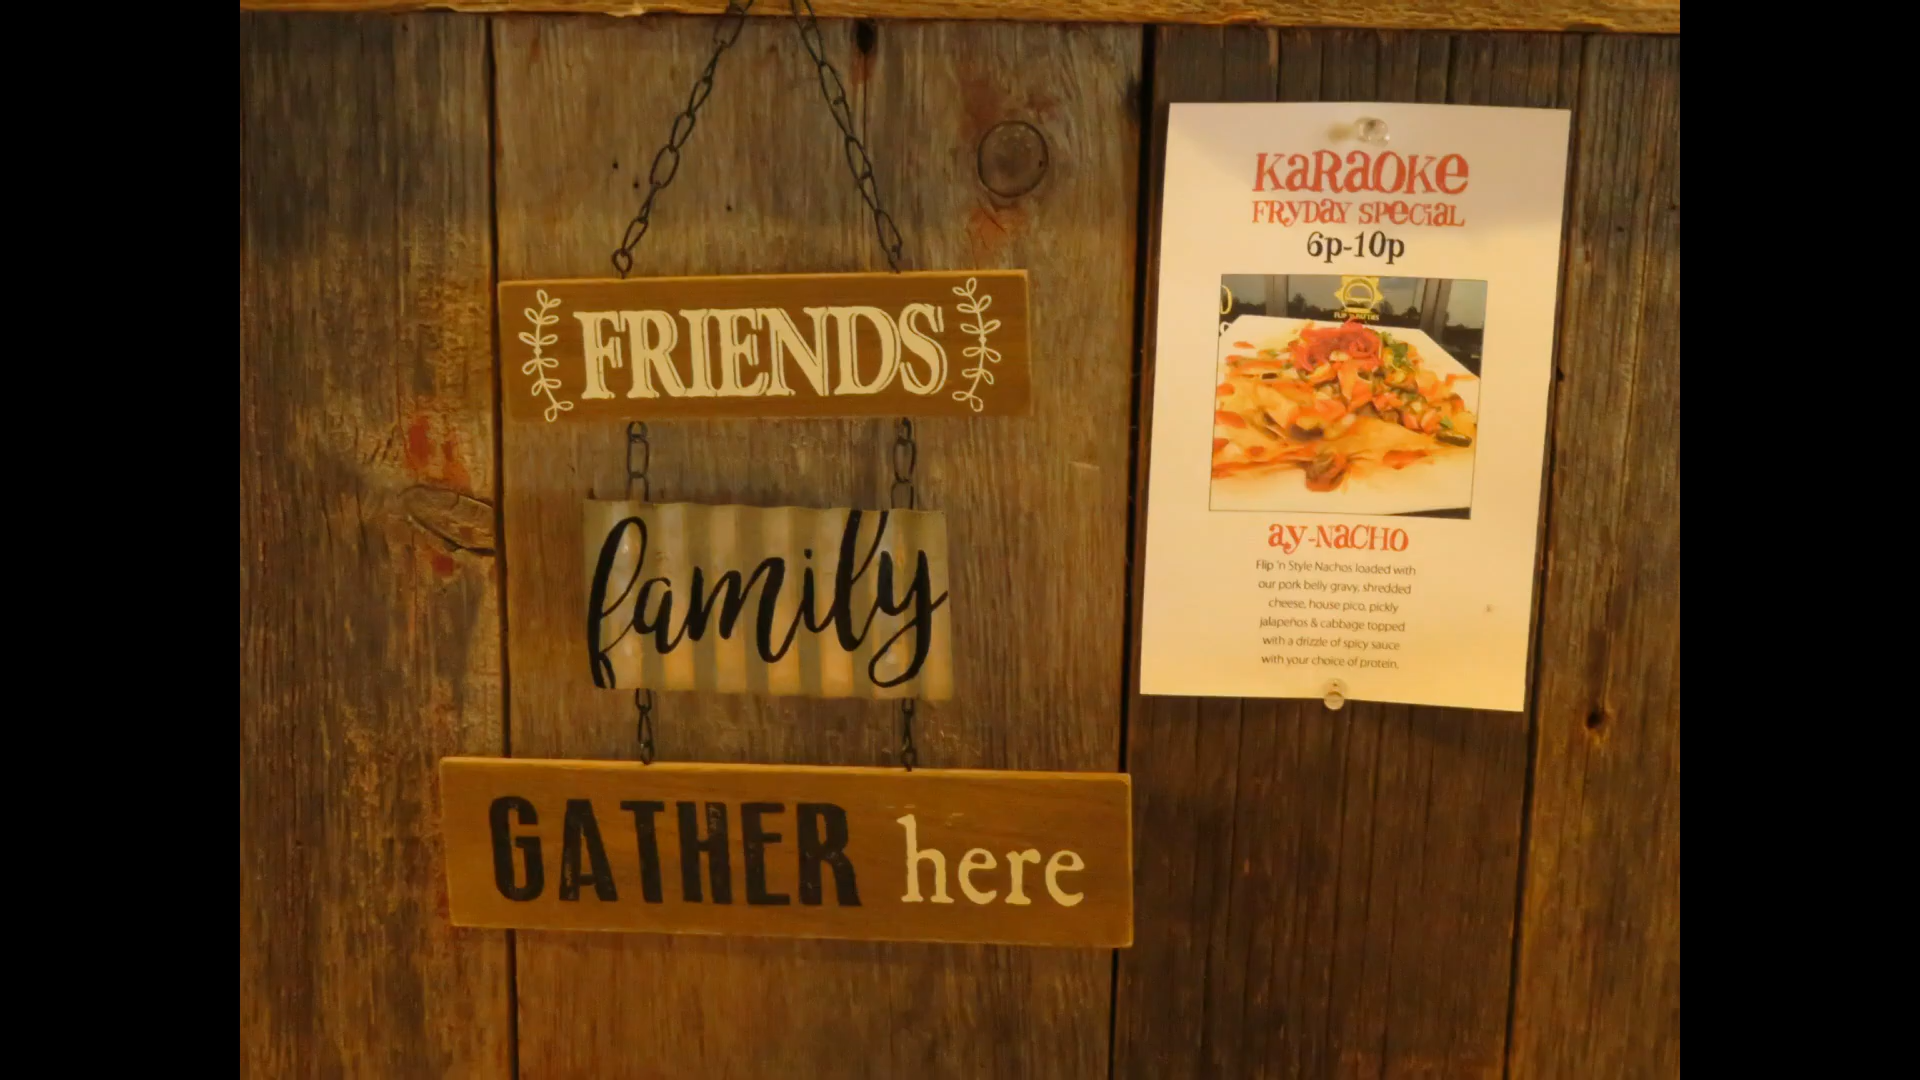 FRIENDS
family
GATHER here
KaRaOKe
FRYDaY SPeCiaL
6p-10p
ay-NaCHO
Flip 'n Style Nachos loaded with
our pork belly gravy, shredded
cheese, house pico, pickly
jalapeños & cabbage topped
with a drizzle of spicy sauce
with your choice of protein.